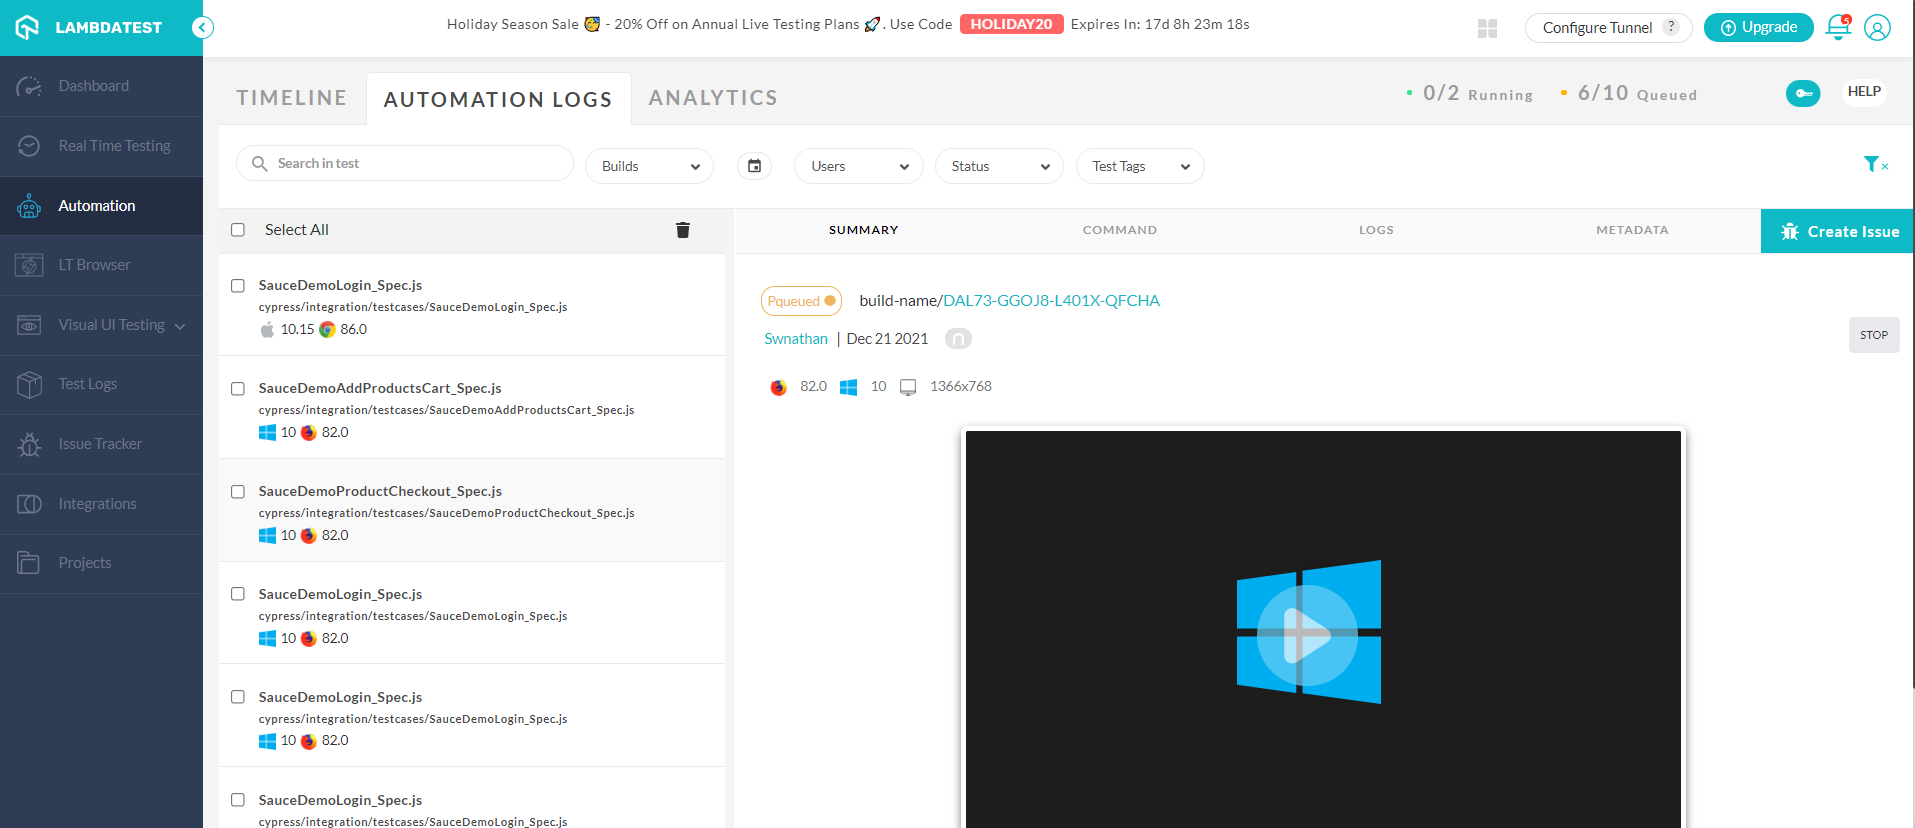 LAMBDATEST
Holiday Season Sale 🥳 - 20% Off on Annual Live Testing Plans 🚀. Use Code HOLIDAY20 Expires In: 17d 8h 23m 18s
Configure Tunnel ?
Upgrade
5
Dashboard
Real Time Testing
Automation
LT Browser
Visual UI Testing
Test Logs
Issue Tracker
Integrations
Projects
TIMELINE
AUTOMATION LOGS
ANALYTICS
0/2 Running
6/10 Queued
HELP
Search in test
Builds
Users
Status
Test Tags
Select All
SauceDemoLogin_Spec.js
cypress/integration/testcases/SauceDemoLogin_Spec.js
10.15 86.0
SauceDemoAddProductsCart_Spec.js
cypress/integration/testcases/SauceDemoAddProductsCart_Spec.js
10 82.0
SauceDemoProductCheckout_Spec.js
cypress/integration/testcases/SauceDemoProductCheckout_Spec.js
10 82.0
SauceDemoLogin_Spec.js
cypress/integration/testcases/SauceDemoLogin_Spec.js
10 82.0
SauceDemoLogin_Spec.js
cypress/integration/testcases/SauceDemoLogin_Spec.js
10 82.0
SauceDemoLogin_Spec.js
cypress/integration/testcases/SauceDemoLogin_Spec.js
SUMMARY
COMMAND
LOGS
METADATA
Create Issue
Pqueued
build-name/DAL73-GGOJ8-L401X-QFCHA
Swnathan | Dec 21 2021
STOP
82.0 10 1366x768